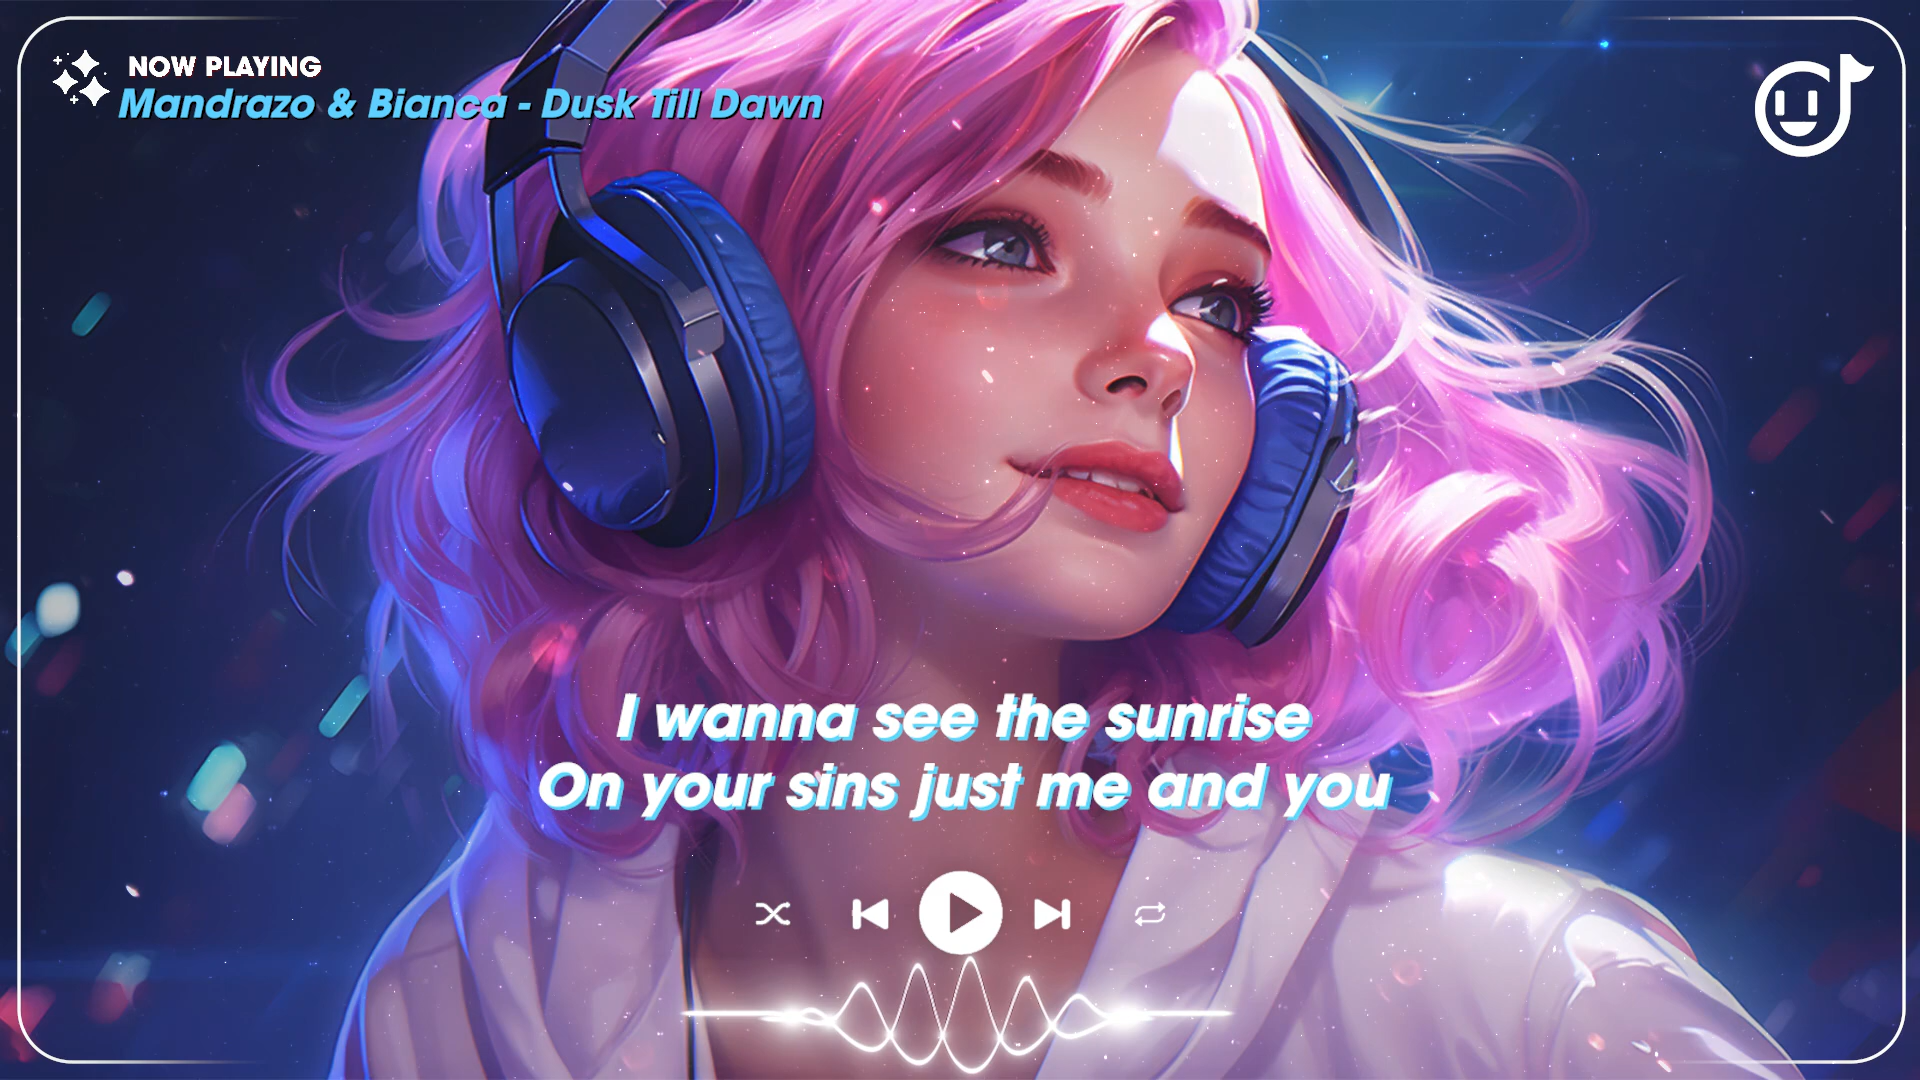 NOW PLAYING
Mandrazo & Bianca - Dusk Till Dawn
I wanna see the sunrise
On your sins just me and you